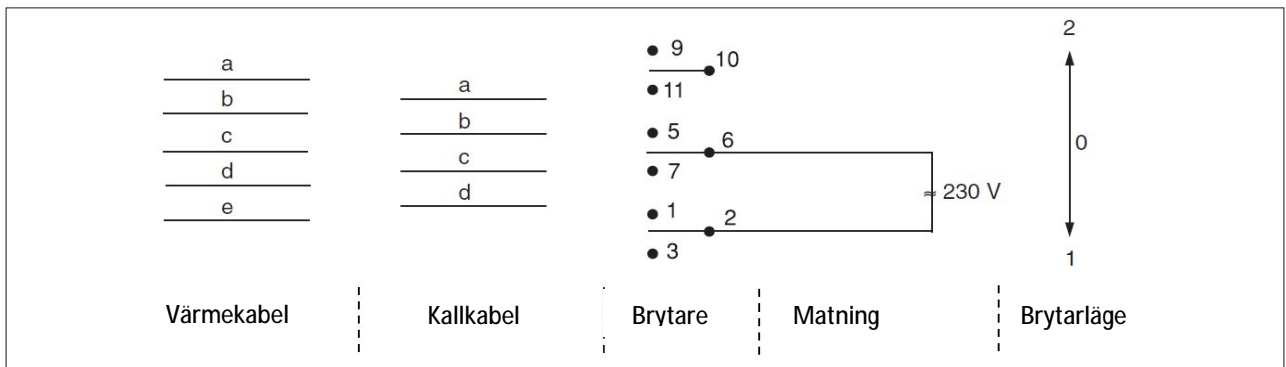 a
b
c
d
e
a
b
c
d
9
10
11
5
6
7
1
2
3
≈ 230 V
2
0
1
Värmekabel
Kallkabel
Brytare
Matning
Brytarläge